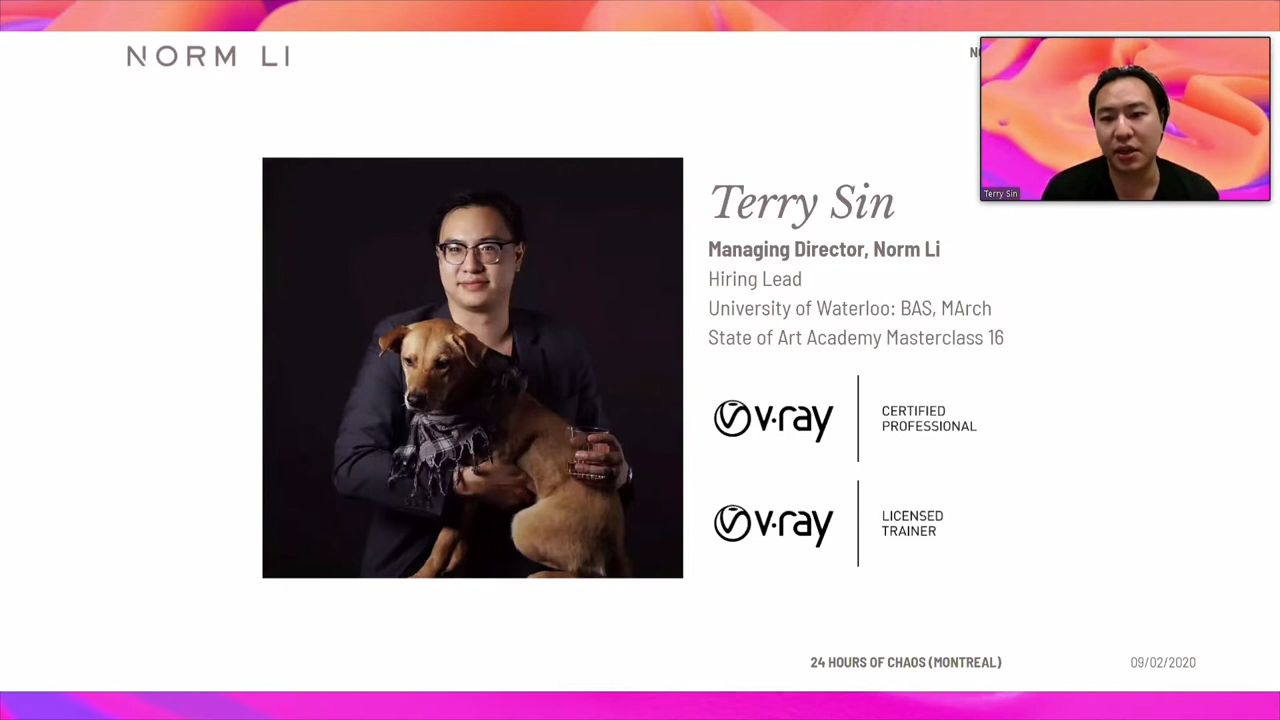 NORM LI
Terry Sin
Terry Sin
Managing Director, Norm Li
Hiring Lead
University of Waterloo: BAS, MArch
State of Art Academy Masterclass 16
v·ray
CERTIFIED
PROFESSIONAL
v·ray
LICENSED
TRAINER
24 HOURS OF CHAOS (MONTREAL)
09/02/2020